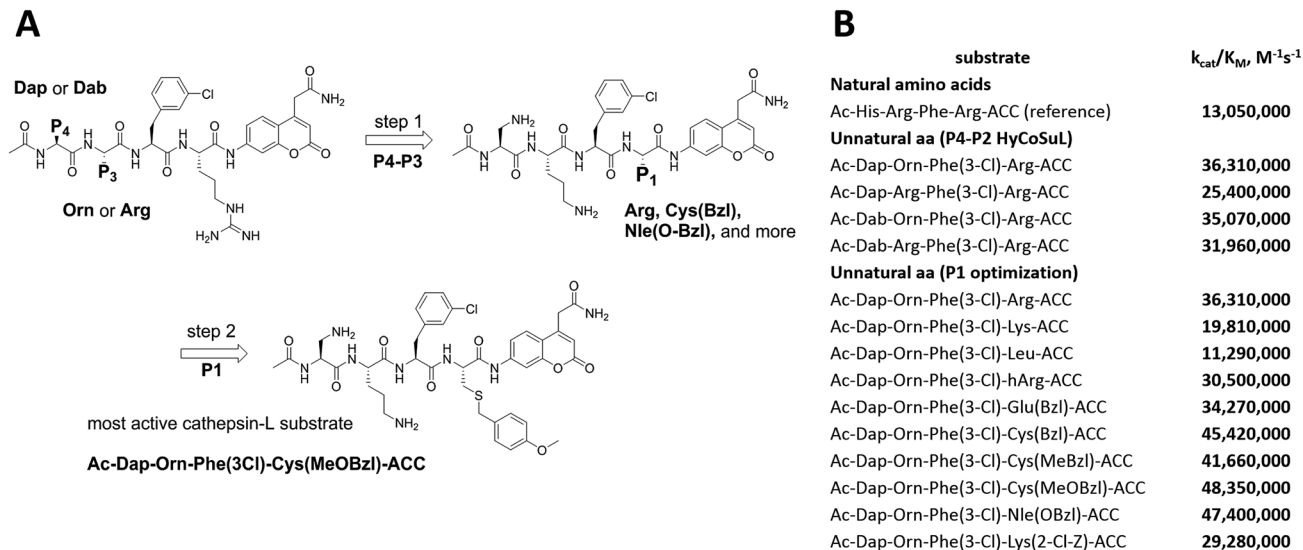 A
Dap or Dab
P4
P3
Orn or Arg
O
N
H
O
H
N
O
N
H
O
Cl
H
N
O
N
H
O
O
O
NH2
NH
H2N
NH
step 1
P4-P3
O
N
H
NH2
O
H
N
O
NH2
N
H
O
Cl
H
N
P1
O
N
H
O
O
O
NH2
Arg, Cys(Bzl),
Nle(O-Bzl), and more
step 2
P1
O
N
H
NH2
O
H
N
O
NH2
N
H
O
Cl
H
N
O
S
O
N
H
O
O
O
NH2
most active cathepsin-L substrate
Ac-Dap-Orn-Phe(3Cl)-Cys(MeOBzl)-ACC
B
substrate kcat/KM, M-1s-1
Natural amino acids
Ac-His-Arg-Phe-Arg-ACC (reference) 13,050,000
Unnatural aa (P4-P2 HyCoSuL)
Ac-Dap-Orn-Phe(3-Cl)-Arg-ACC 36,310,000
Ac-Dap-Arg-Phe(3-Cl)-Arg-ACC 25,400,000
Ac-Dab-Orn-Phe(3-Cl)-Arg-ACC 35,070,000
Ac-Dab-Arg-Phe(3-Cl)-Arg-ACC 31,960,000
Unnatural aa (P1 optimization)
Ac-Dap-Orn-Phe(3-Cl)-Arg-ACC 36,310,000
Ac-Dap-Orn-Phe(3-Cl)-Lys-ACC 19,810,000
Ac-Dap-Orn-Phe(3-Cl)-Leu-ACC 11,290,000
Ac-Dap-Orn-Phe(3-Cl)-hArg-ACC 30,500,000
Ac-Dap-Orn-Phe(3-Cl)-Glu(Bzl)-ACC 34,270,000
Ac-Dap-Orn-Phe(3-Cl)-Cys(Bzl)-ACC 45,420,000
Ac-Dap-Orn-Phe(3-Cl)-Cys(MeBzl)-ACC 41,660,000
Ac-Dap-Orn-Phe(3-Cl)-Cys(MeOBzl)-ACC 48,350,000
Ac-Dap-Orn-Phe(3-Cl)-Nle(OBzl)-ACC 47,400,000
Ac-Dap-Orn-Phe(3-Cl)-Lys(2-Cl-Z)-ACC 29,280,000